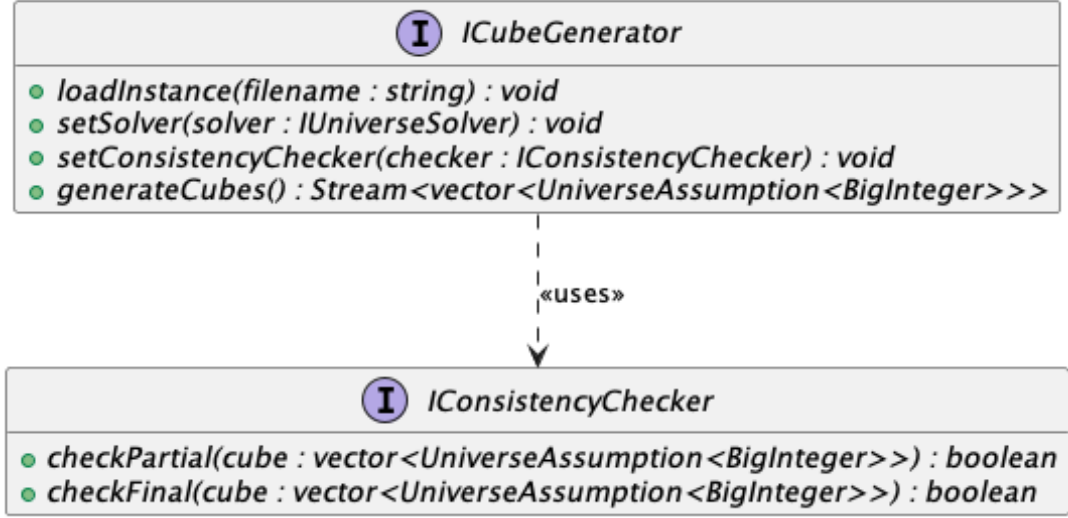 I ICubeGenerator
loadInstance(filename : string) : void
setSolver(solver : IUniverseSolver) : void
setConsistencyChecker(checker : IConsistencyChecker) : void
generateCubes() : Stream<vector<UniverseAssumption<BigInteger>>>
«uses»
I IConsistencyChecker
checkPartial(cube : vector<UniverseAssumption<BigInteger>>) : boolean
checkFinal(cube : vector<UniverseAssumption<BigInteger>>) : boolean